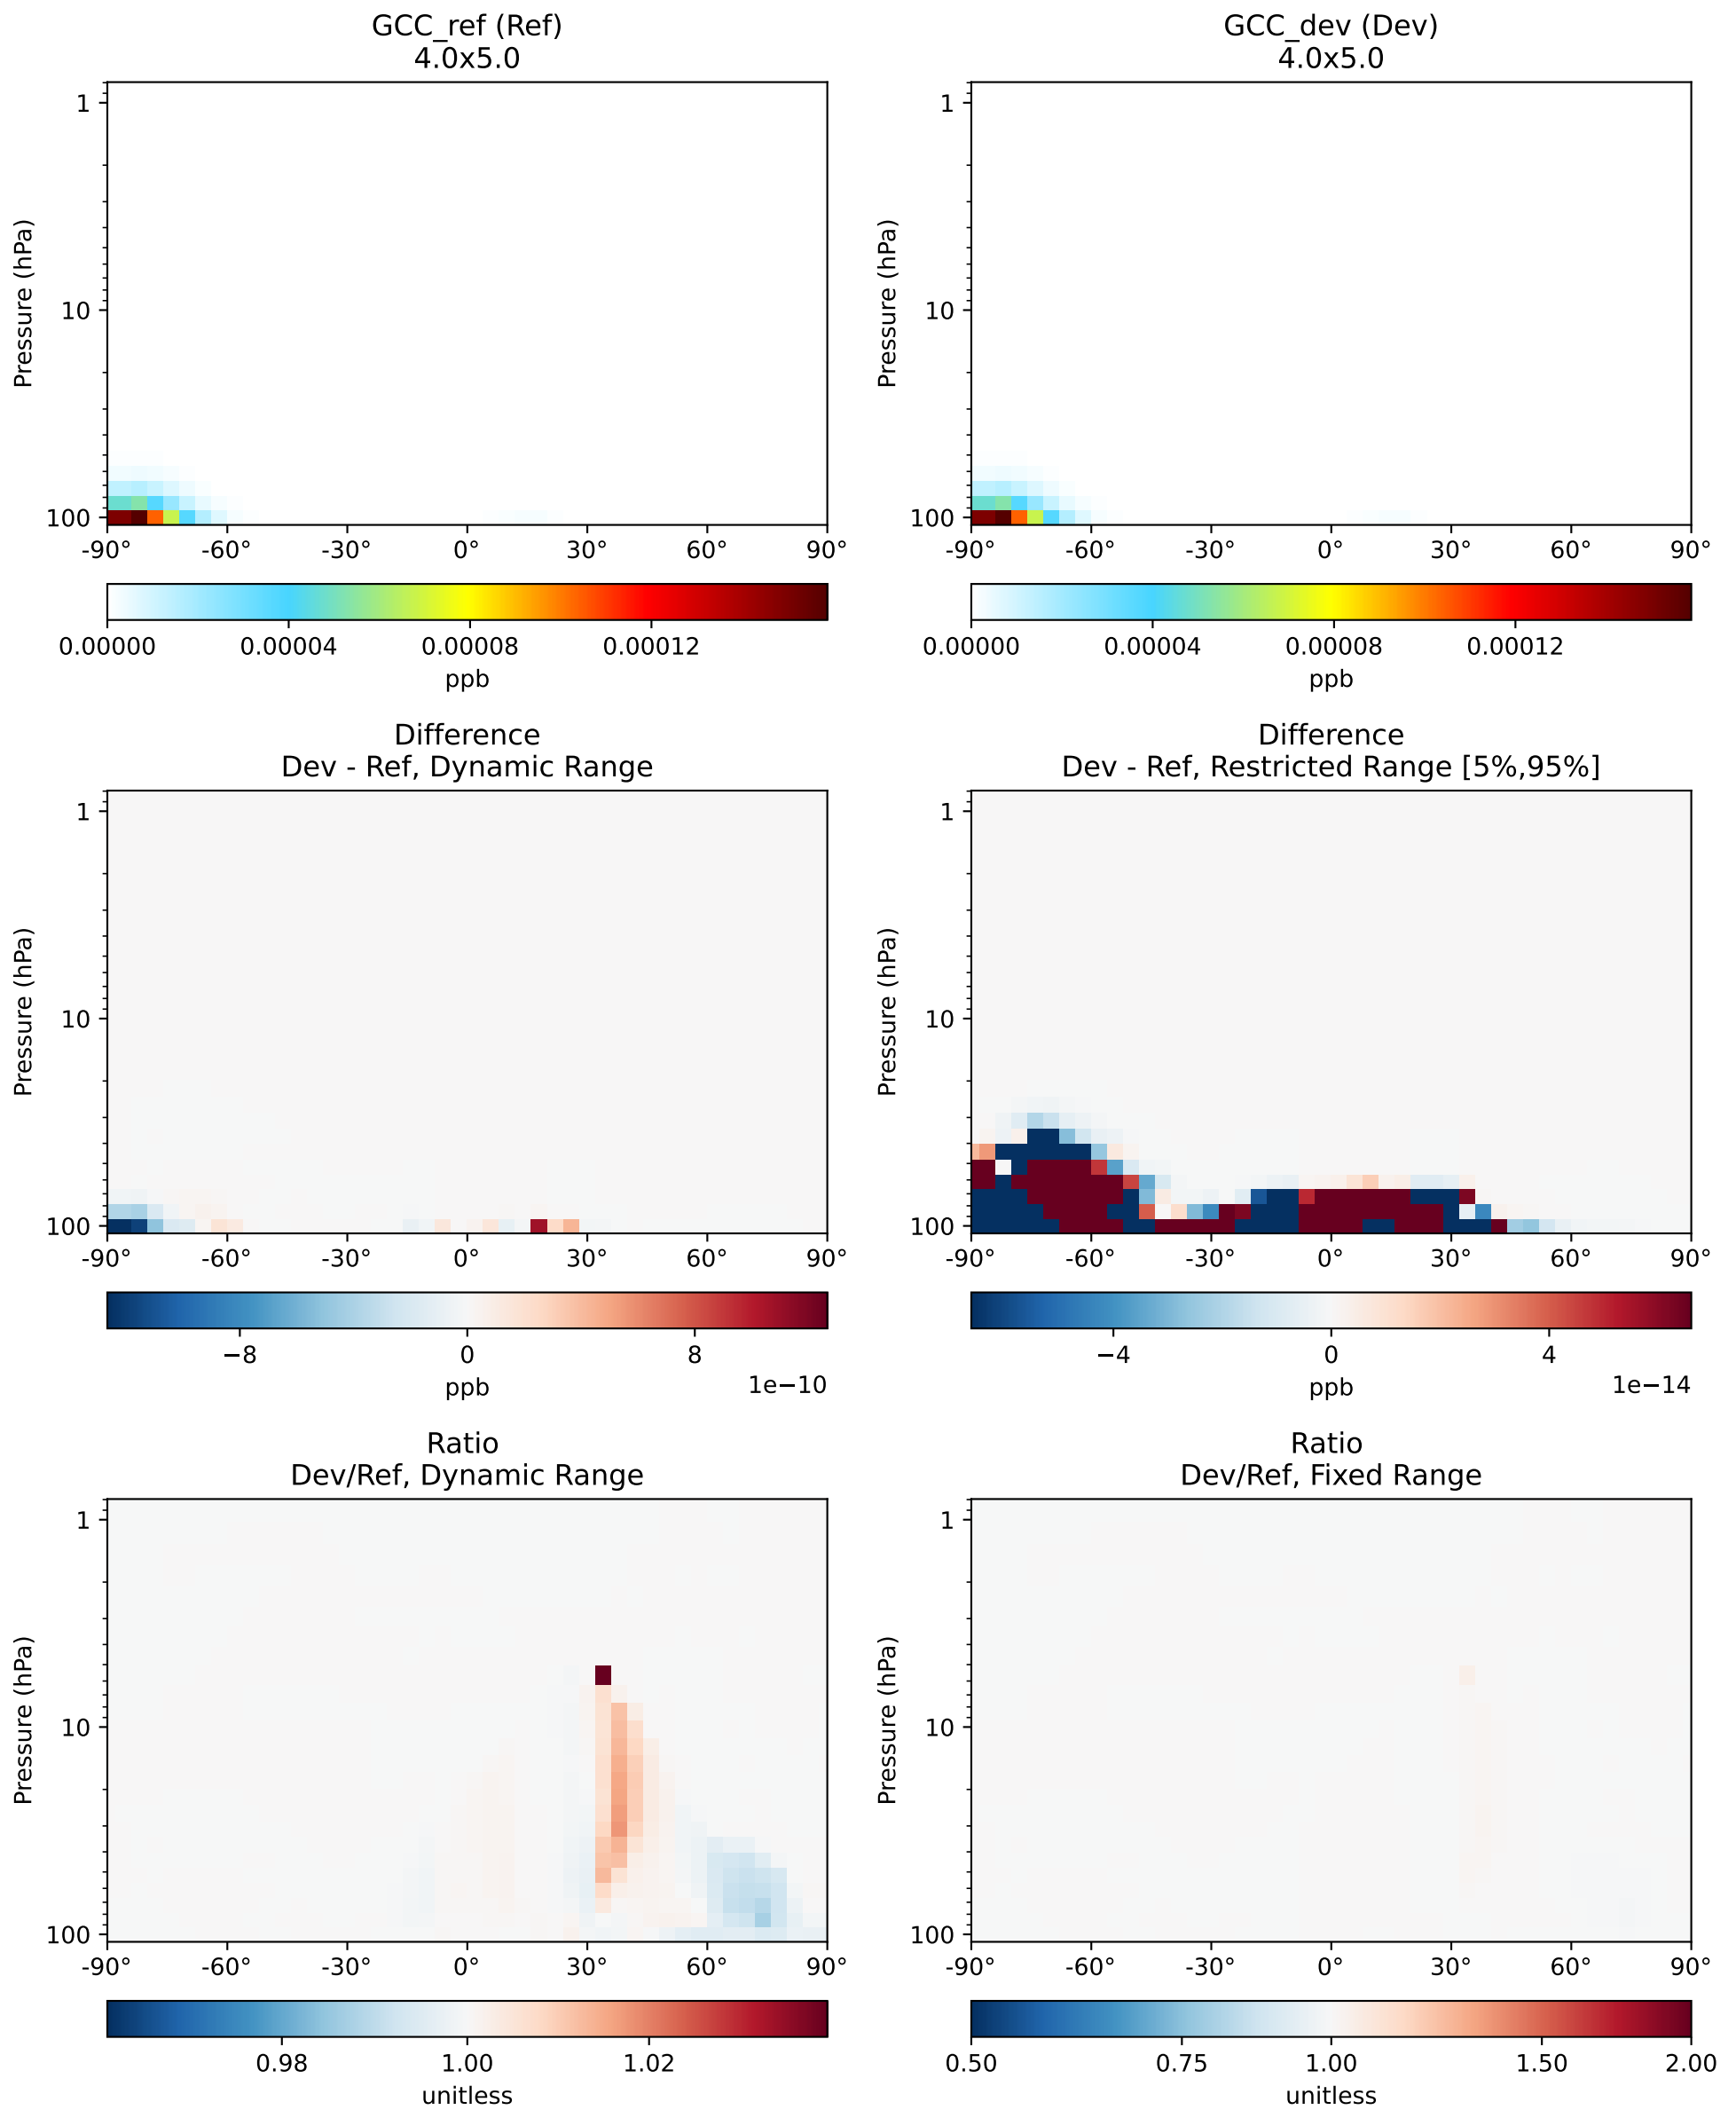 GCC_ref (Ref)
4.0x5.0
Pressure (hPa)
1
10
100
-90° -60° -30° 0° 30° 60° 90°
0.00000 0.00004 0.00008 0.00012
ppb
GCC_dev (Dev)
4.0x5.0
Pressure (hPa)
1
10
100
-90° -60° -30° 0° 30° 60° 90°
0.00000 0.00004 0.00008 0.00012
ppb
Difference
Dev - Ref, Dynamic Range
Pressure (hPa)
1
10
100
-90° -60° -30° 0° 30° 60° 90°
−8 0 8
ppb 1e−10
Difference
Dev - Ref, Restricted Range [5%,95%]
Pressure (hPa)
1
10
100
-90° -60° -30° 0° 30° 60° 90°
−4 0 4
ppb 1e−14
Ratio
Dev/Ref, Dynamic Range
Pressure (hPa)
1
10
100
-90° -60° -30° 0° 30° 60° 90°
0.98 1.00 1.02
unitless
Ratio
Dev/Ref, Fixed Range
Pressure (hPa)
1
10
100
-90° -60° -30° 0° 30° 60° 90°
0.50 0.75 1.00 1.50 2.00
unitless